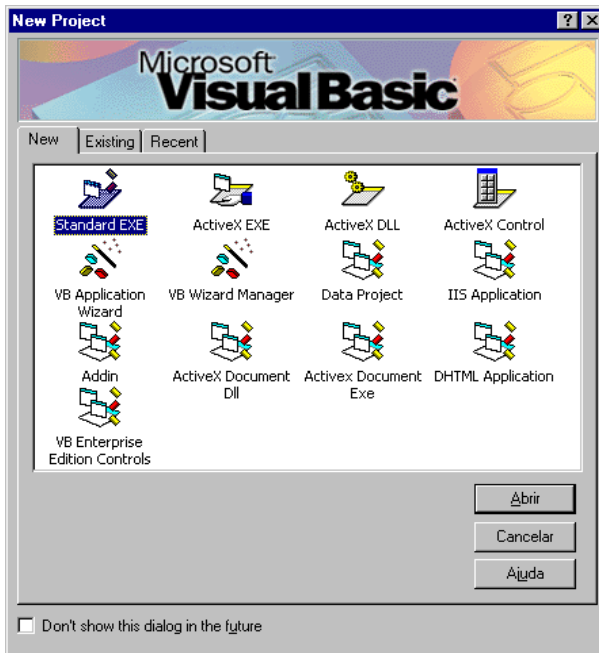 New Project
Microsoft
Visual Basic
New Existing Recent
Standard EXE ActiveX EXE ActiveX DLL ActiveX Control
VB Application Wizard VB Wizard Manager Data Project IIS Application
Addin ActiveX Document Dll Activex Document Exe DHTML Application
VB Enterprise Edition Controls
Abrir
Cancelar
Ajuda
Don't show this dialog in the future